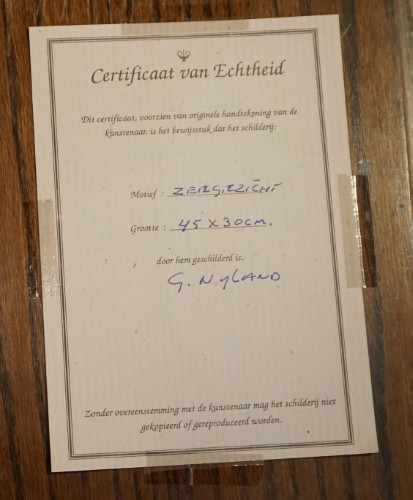 Certificaat van Echtheid
Dit certificaat, voorzien van originele handtekening van de
kunstenaar, is het bewijsstuk dat het schilderij:
Motief : ZEEGEZICHT
Grootte : 45 X 30 CM.
door hem geschilderd is.
G. NyLAND
Zonder overeenstemming met de kunstenaar mag het schilderij niet
gekopieerd of gereproduceerd worden.